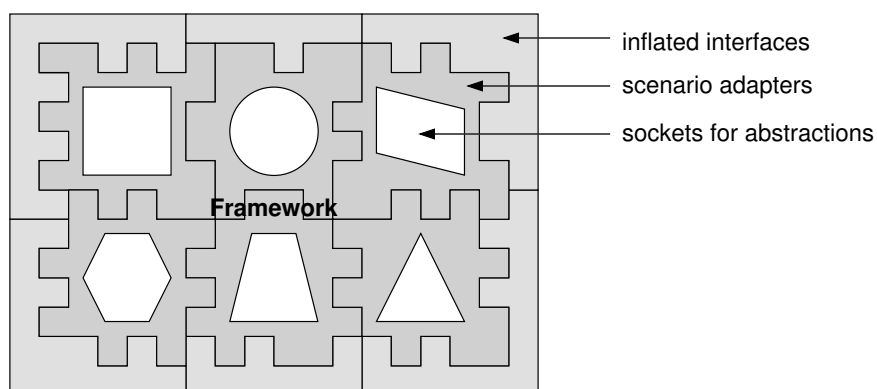 inflated interfaces
scenario adapters
sockets for abstractions
Framework